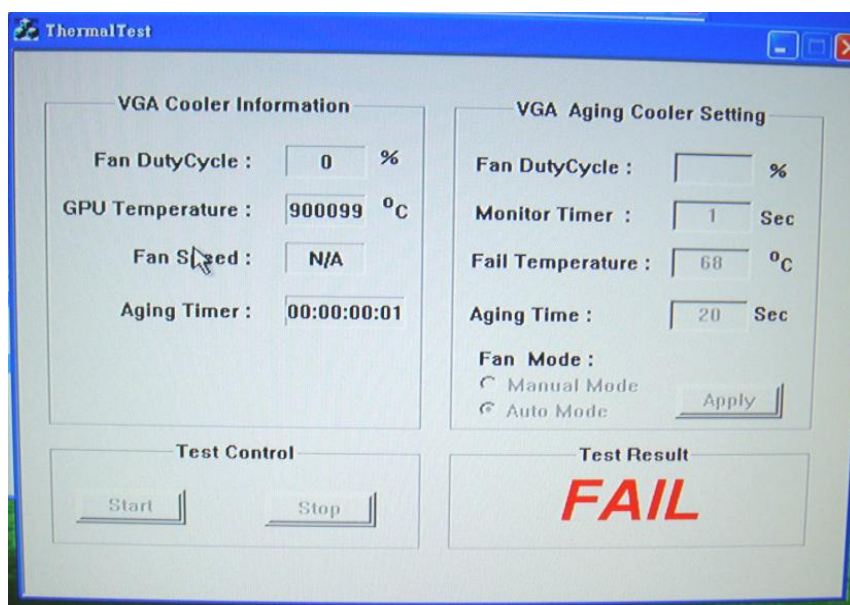 ThermalTest
VGA Cooler Information
Fan DutyCycle : 0 %
GPU Temperature : 900099 °C
Fan Speed : N/A
Aging Timer : 00:00:00:01
VGA Aging Cooler Setting
Fan DutyCycle : %
Monitor Timer : 1 Sec
Fail Temperature : 68 °C
Aging Time : 20 Sec
Fan Mode :
Manual Mode
Auto Mode
Apply
Test Control
Start Stop
Test Result
FAIL